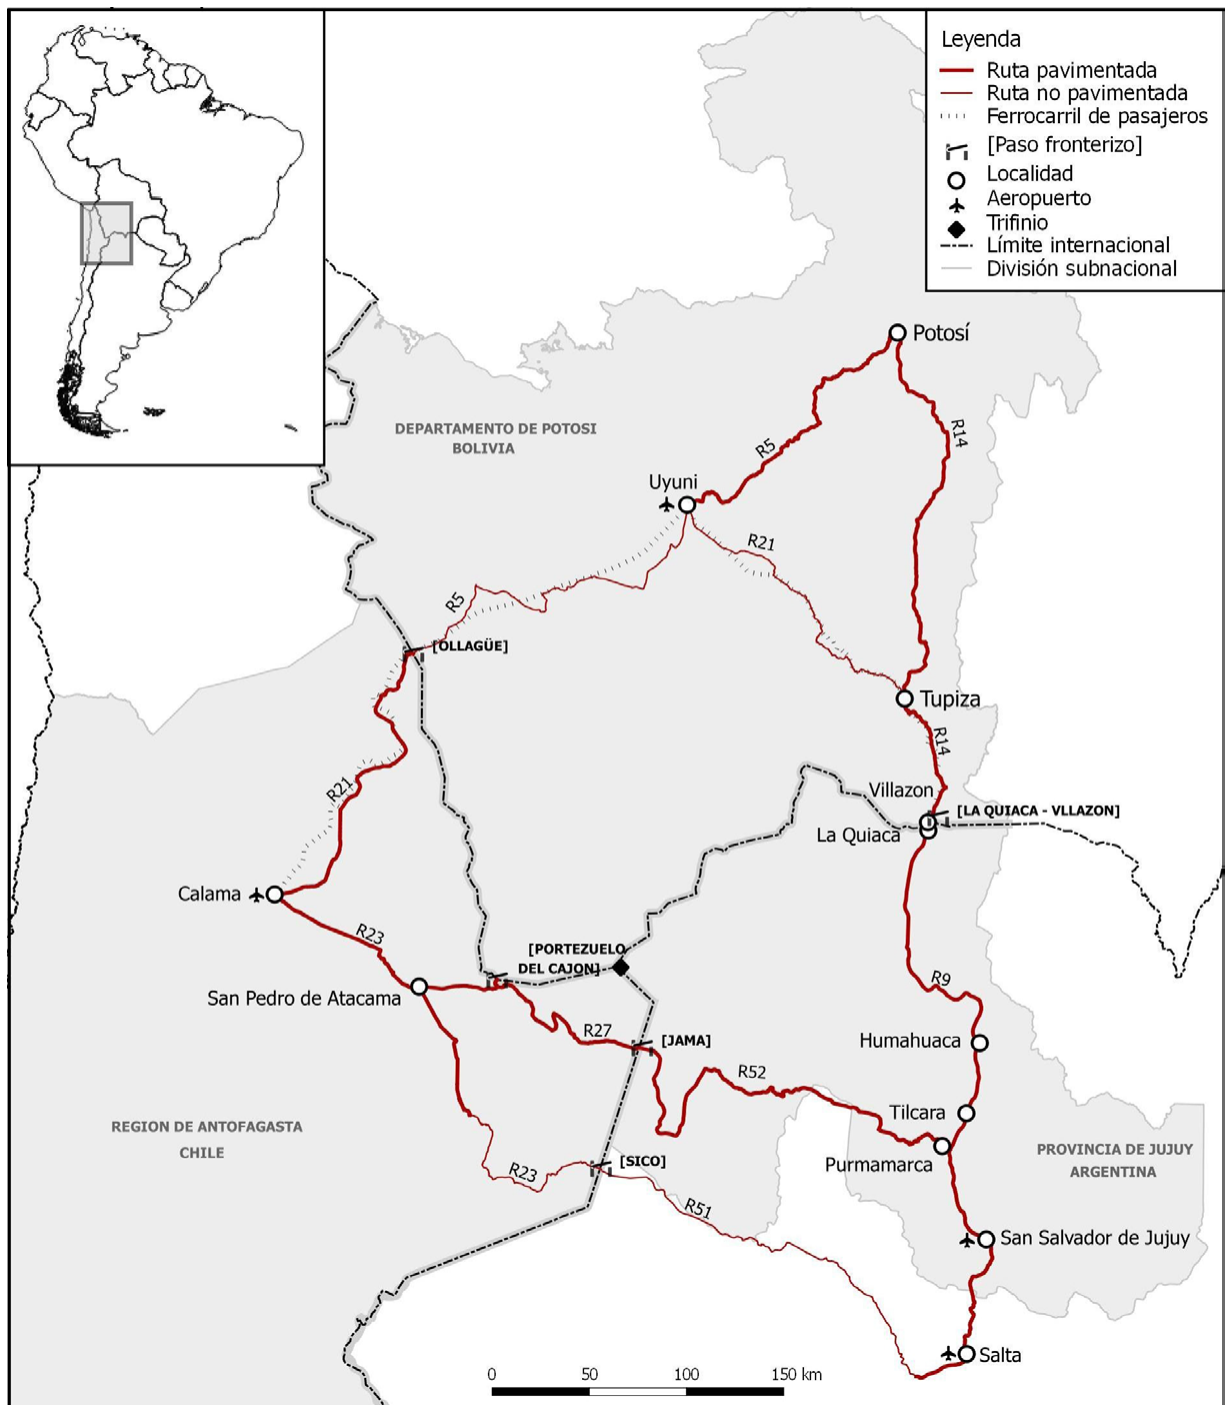 Leyenda
Ruta pavimentada
Ruta no pavimentada
Ferrocarril de pasajeros
[Paso fronterizo]
Localidad
Aeropuerto
Trifinio
Límite internacional
División subnacional
Potosí
R14
DEPARTAMENTO DE POTOSI
BOLIVIA
R5
Uyuni
R21
R5
[OLLAGÜE]
Tupiza
R14
R21
Villazon
[LA QUIACA - VLLAZON]
La Quiaca
Calama
R23
[PORTEZUELO
DEL CAJON]
San Pedro de Atacama
R9
R27
[JAMA]
Humahuaca
R52
Tilcara
REGION DE ANTOFAGASTA
CHILE
Purmamarca
PROVINCIA DE JUJUY
ARGENTINA
[SICO]
R23
R51
San Salvador de Jujuy
Salta
0 50 100 150 km